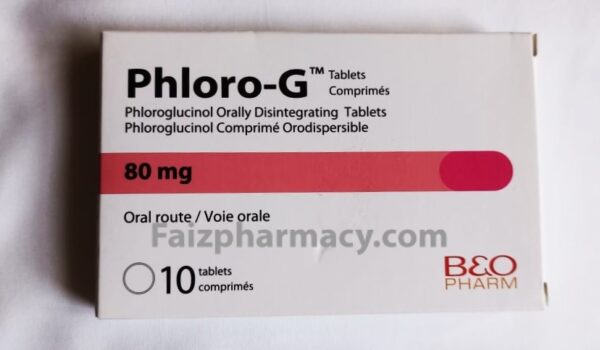 Phloro-G™ Tablets
Comprimés
Phloroglucinol Orally Disintegrating Tablets
Phloroglucinol Comprimé Orodispersible
80 mg
Oral route / Voie orale
Faizpharmacy.com
10 tablets
comprimés
B&O
PHARM